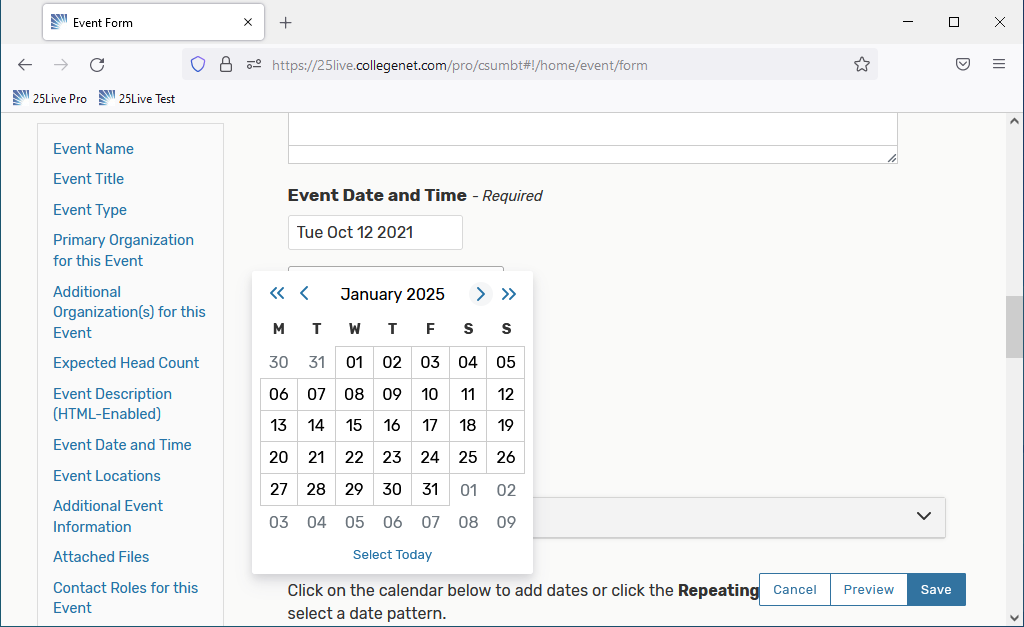 Event Form
https://25live.collegenet.com/pro/csumbt#!/home/event/form
25Live Pro 25Live Test
Event Name
Event Title
Event Type
Primary Organization
for this Event
Additional
Organization(s) for this
Event
Expected Head Count
Event Description
(HTML-Enabled)
Event Date and Time
Event Locations
Additional Event
Information
Attached Files
Contact Roles for this
Event
Event Date and Time - Required
Tue Oct 12 2021
January 2025
M T W T F S S
30 31 01 02 03 04 05
06 07 08 09 10 11 12
13 14 15 16 17 18 19
20 21 22 23 24 25 26
27 28 29 30 31 01 02
03 04 05 06 07 08 09
Select Today
Click on the calendar below to add dates or click the Repeating
select a date pattern.
Cancel Preview Save